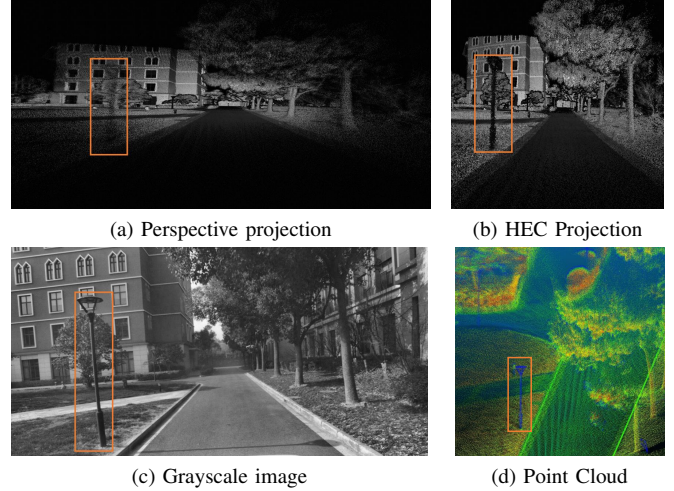 (a) Perspective projection
(b) HEC Projection
(c) Grayscale image
(d) Point Cloud